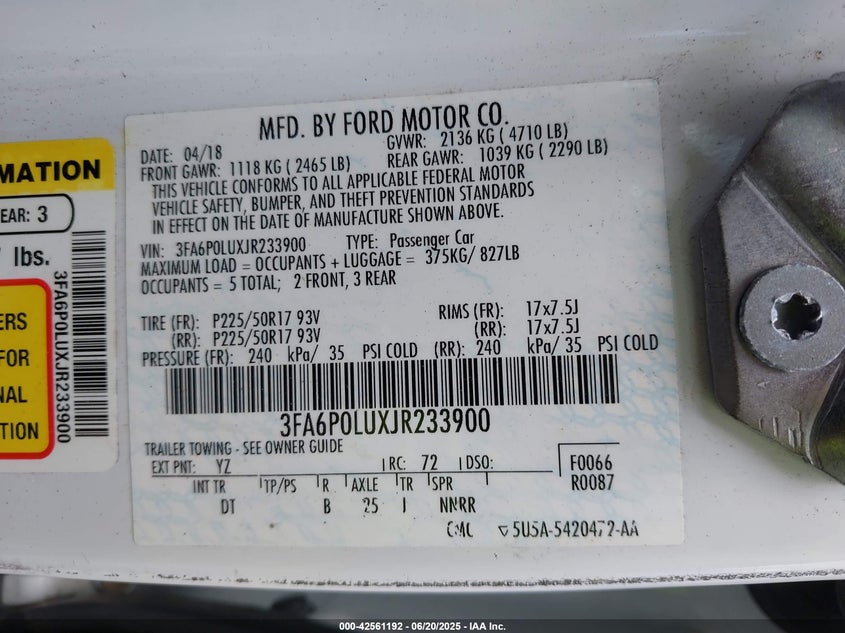 MATION
EAR: 3
lbs.
ERS
FOR
NAL
TION
3FA6P0LUXJR233900
MFD. BY FORD MOTOR CO.
DATE: 04/18 GVWR: 2136 KG ( 4710 LB)
FRONT GAWR: 1118 KG ( 2465 LB) REAR GAWR: 1039 KG ( 2290 LB)
THIS VEHICLE CONFORMS TO ALL APPLICABLE FEDERAL MOTOR
VEHICLE SAFETY, BUMPER, AND THEFT PREVENTION STANDARDS
IN EFFECT ON THE DATE OF MANUFACTURE SHOWN ABOVE.
VIN: 3FA6P0LUXJR233900 TYPE: Passenger Car
MAXIMUM LOAD = OCCUPANTS + LUGGAGE = 375KG/ 827LB
OCCUPANTS = 5 TOTAL; 2 FRONT, 3 REAR
TIRE (FR): P225/50R17 93V RIMS (FR): 17x7.5J
(RR): P225/50R17 93V (RR): 17x7.5J
PRESSURE (FR): 240 kPa/ 35 PSI COLD (RR): 240 kPa/ 35 PSI COLD
3FA6P0LUXJR233900
TRAILER TOWING - SEE OWNER GUIDE
EXT PNT: YZ RC: 72 DSO: F0066
INT TR TP/PS R AXLE TR SPR R0087
DT B 25 J NNRR
CMC 5U5A-5420472-AA
000-42561192 - 06/20/2025 - IAA Inc.